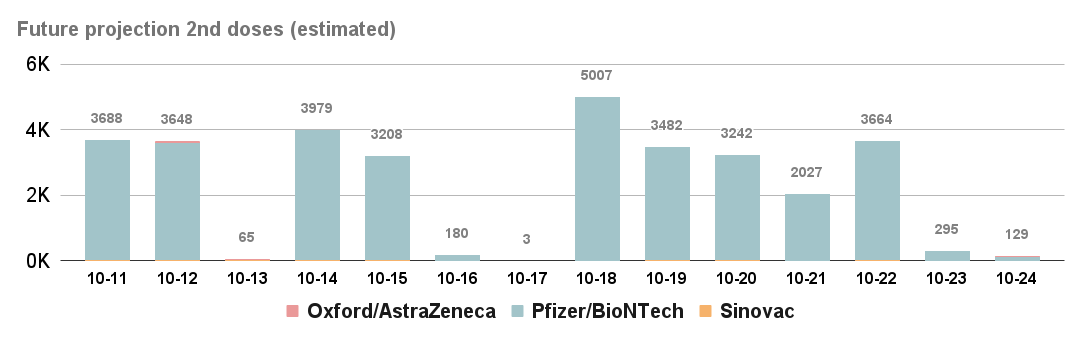 Future projection 2nd doses (estimated)
6K
5007
3979
3688
3648
3664
3482
4K
3208
3242
2027
2K
295
65
180
3
129
0K
10-11 10-12 10-13 10-14 10-15 10-16 10-17 10-18 10-19 10-20 10-21 10-22 10-23 10-24
Oxford/AstraZeneca Pfizer/BioNTech Sinovac